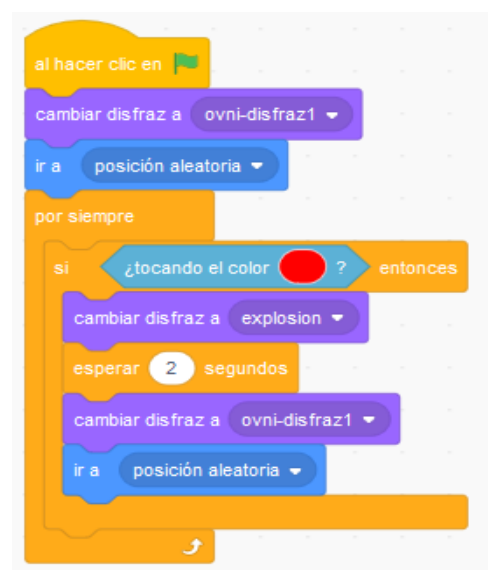 al hacer clic en
cambiar disfraz a ovni-disfraz1
ir a posición aleatoria
por siempre
si ¿tocando el color ? entonces
cambiar disfraz a explosion
esperar 2 segundos
cambiar disfraz a ovni-disfraz1
ir a posición aleatoria